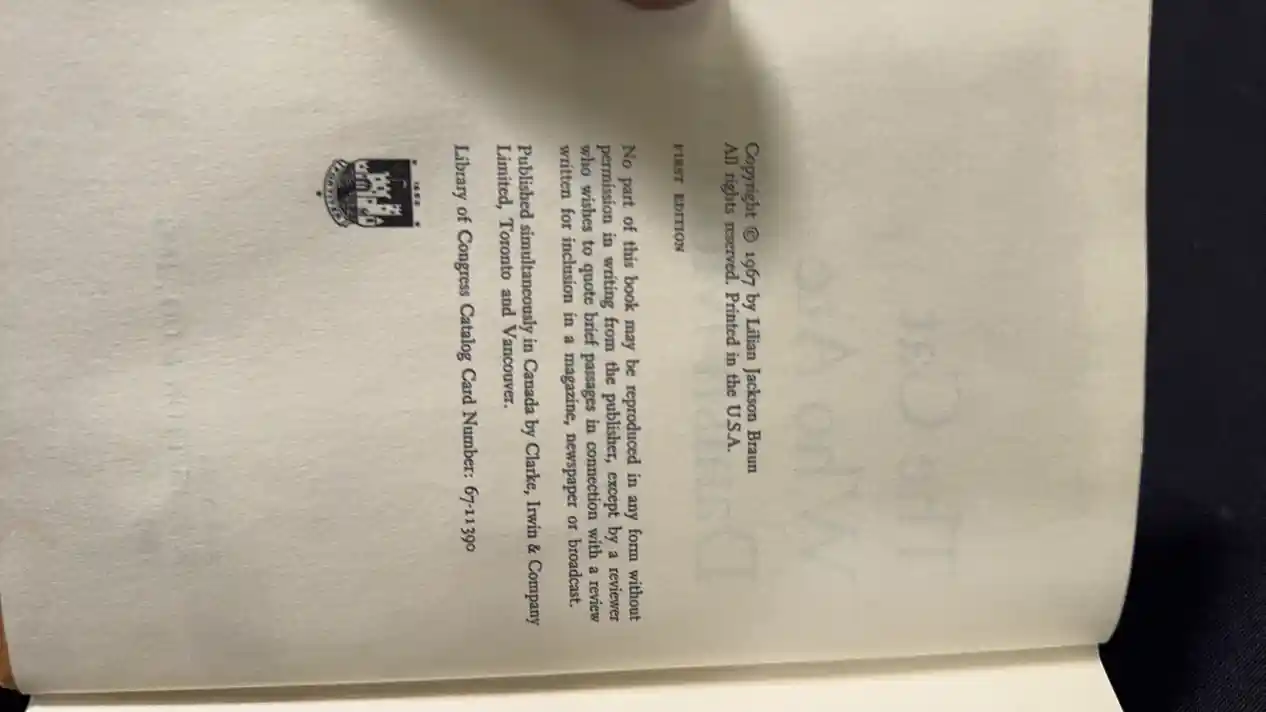 Copyright © 1967 by Lilian Jackson Braun
All rights reserved. Printed in the U.S.A.
FIRST EDITION
No part of this book may be reproduced in any form without
permission in writing from the publisher, except by a reviewer
who wishes to quote brief passages in connection with a review
written for inclusion in a magazine, newspaper or broadcast.
Published simultaneously in Canada by Clarke, Irwin & Company
Limited, Toronto and Vancouver.
Library of Congress Catalog Card Number: 67-11390